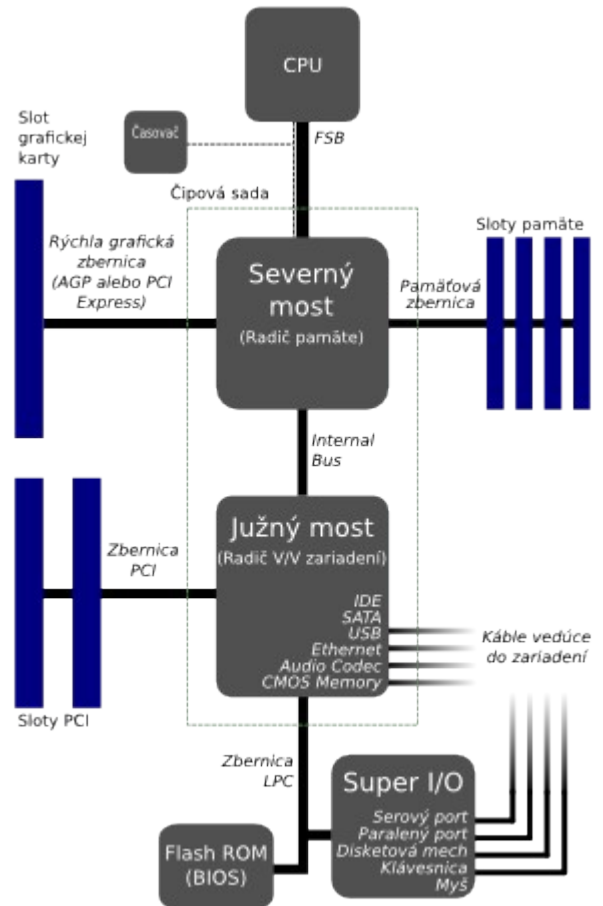 CPU
Slot
grafickej
karty
Časovač
FSB
Čipová sada
Rýchla grafická
zbernica
(AGP alebo PCI
Express)
Severný
most
(Radič pamäte)
Pamäťová
zbernica
Sloty pamäte
Internal
Bus
Južný most
(Radič V/V zariadení)
Zbernica
PCI
IDE
SATA
USB
Ethernet
Audio Codec
CMOS Memory
Káble vedúce
do zariadení
Sloty PCI
Zbernica
LPC
Super I/O
Serový port
Paralený port
Disketová mech
Klávesnica
Myš
Flash ROM
(BIOS)